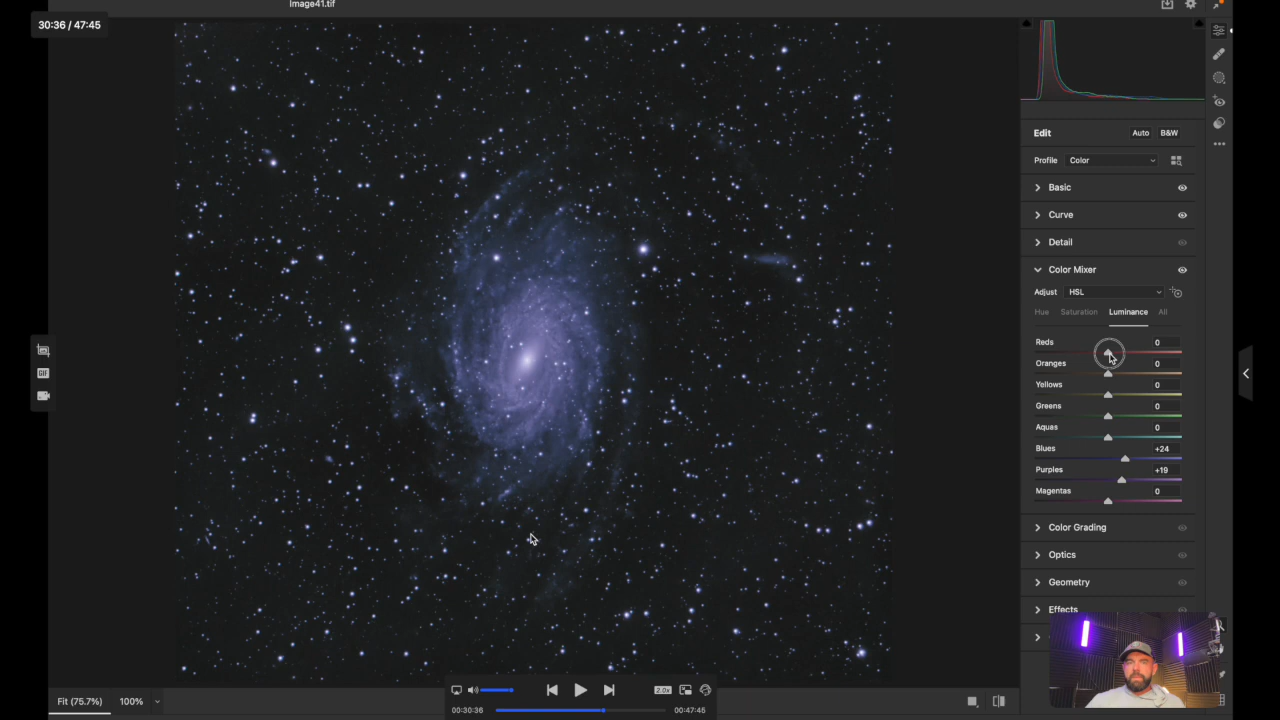 Image41.tif
30:36 / 47:45
Edit
Auto
B&W
Profile
Color
Basic
Curve
Detail
Color Mixer
Adjust
HSL
Hue
Saturation
Luminance
All
Reds
0
Oranges
0
Yellows
0
Greens
0
Aquas
0
Blues
+24
Purples
+19
Magentas
0
Color Grading
Optics
Geometry
Effects
GIF
Fit (75.7%)
100%
2.0x
00:30:36
00:47:45